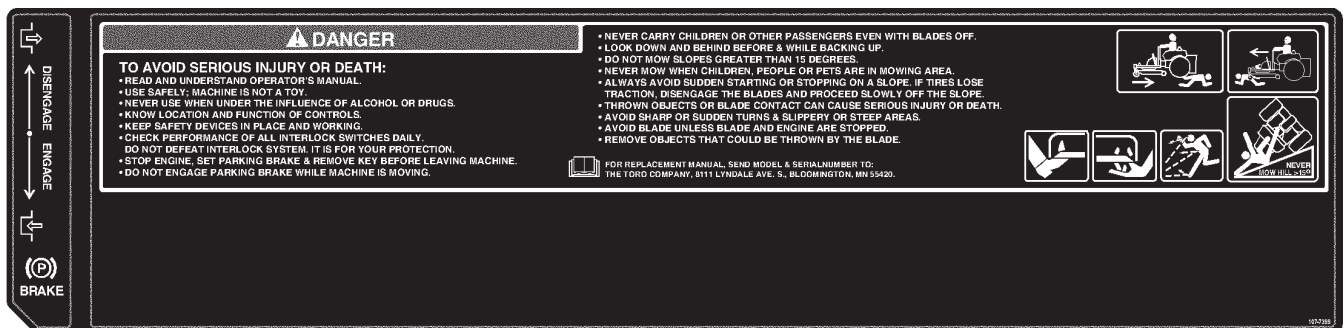 DISENGAGE ENGAGE
(P)
BRAKE
DANGER
TO AVOID SERIOUS INJURY OR DEATH:
• READ AND UNDERSTAND OPERATOR'S MANUAL.
• USE SAFELY; MACHINE IS NOT A TOY.
• NEVER USE WHEN UNDER THE INFLUENCE OF ALCOHOL OR DRUGS.
• KNOW LOCATION AND FUNCTION OF CONTROLS.
• KEEP SAFETY DEVICES IN PLACE AND WORKING.
• CHECK PERFORMANCE OF ALL INTERLOCK SWITCHES DAILY.
DO NOT DEFEAT INTERLOCK SYSTEM. IT IS FOR YOUR PROTECTION.
• STOP ENGINE, SET PARKING BRAKE & REMOVE KEY BEFORE LEAVING MACHINE.
• DO NOT ENGAGE PARKING BRAKE WHILE MACHINE IS MOVING.
• NEVER CARRY CHILDREN OR OTHER PASSENGERS EVEN WITH BLADES OFF.
• LOOK DOWN AND BEHIND BEFORE & WHILE BACKING UP.
• DO NOT MOW SLOPES GREATER THAN 15 DEGREES.
• NEVER MOW WHEN CHILDREN, PEOPLE OR PETS ARE IN MOWING AREA.
• ALWAYS AVOID SUDDEN STARTING OR STOPPING ON A SLOPE. IF TIRES LOSE
TRACTION, DISENGAGE THE BLADES AND PROCEED SLOWLY OFF THE SLOPE.
• THROWN OBJECTS OR BLADE CONTACT CAN CAUSE SERIOUS INJURY OR DEATH.
• AVOID SHARP OR SUDDEN TURNS & SLIPPERY OR STEEP AREAS.
• AVOID BLADE UNLESS BLADE AND ENGINE ARE STOPPED.
• REMOVE OBJECTS THAT COULD BE THROWN BY THE BLADE.
FOR REPLACEMENT MANUAL, SEND MODEL & SERIALNUMBER TO:
THE TORO COMPANY, 8111 LYNDALE AVE. S., BLOOMINGTON, MN 55420.
NEVER
MOW HILL >15º